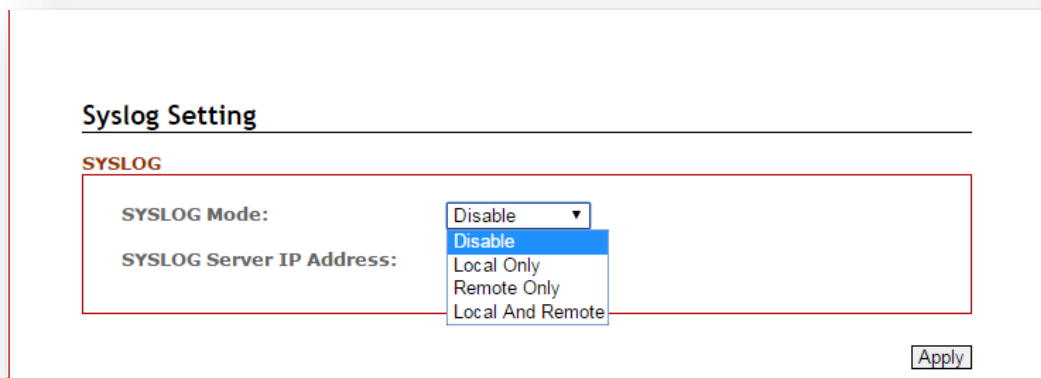 Syslog Setting
SYSLOG
SYSLOG Mode:
Disable
Disable
Local Only
Remote Only
Local And Remote
SYSLOG Server IP Address:
Apply